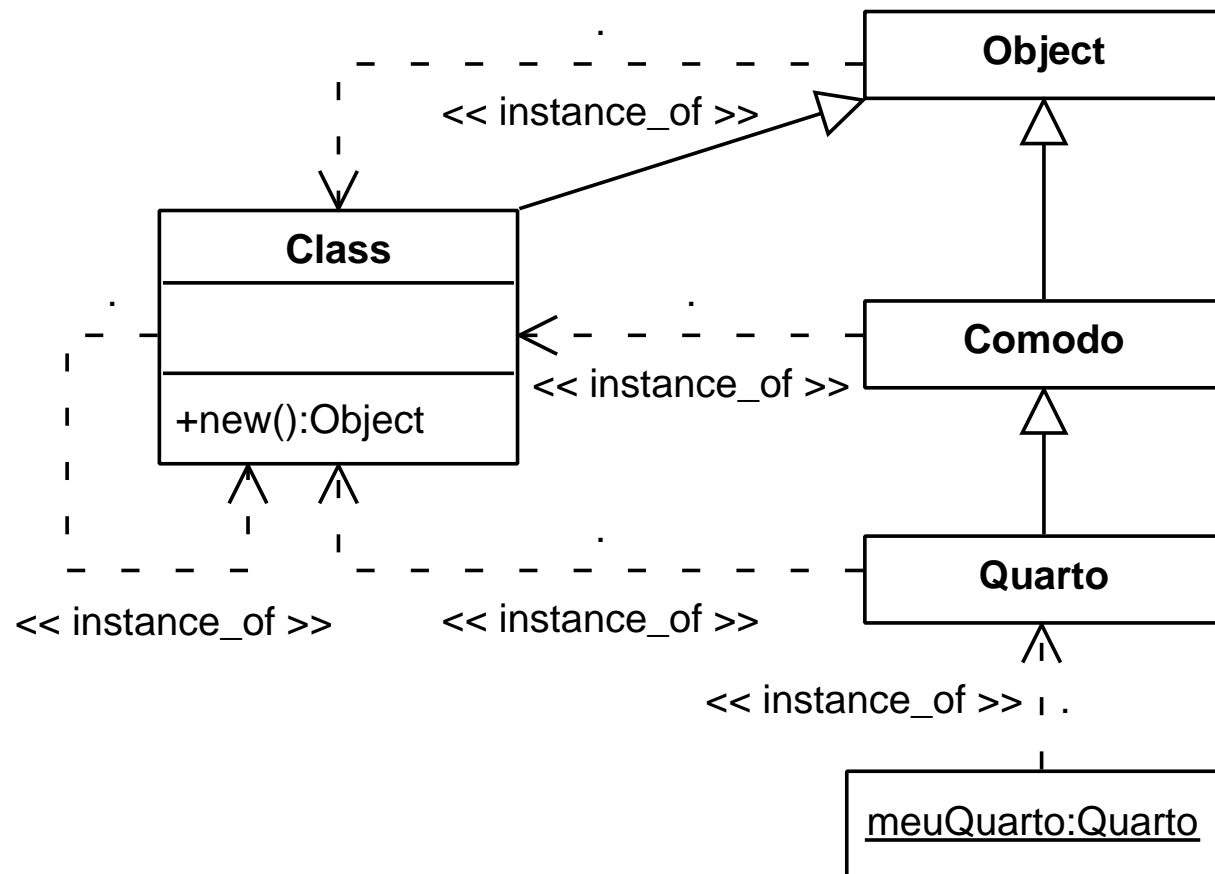 Object
<< instance_of >>
Class
+new():Object
Comodo
<< instance_of >>
Quarto
<< instance_of >>
<< instance_of >>
<< instance_of >>
meuQuarto:Quarto